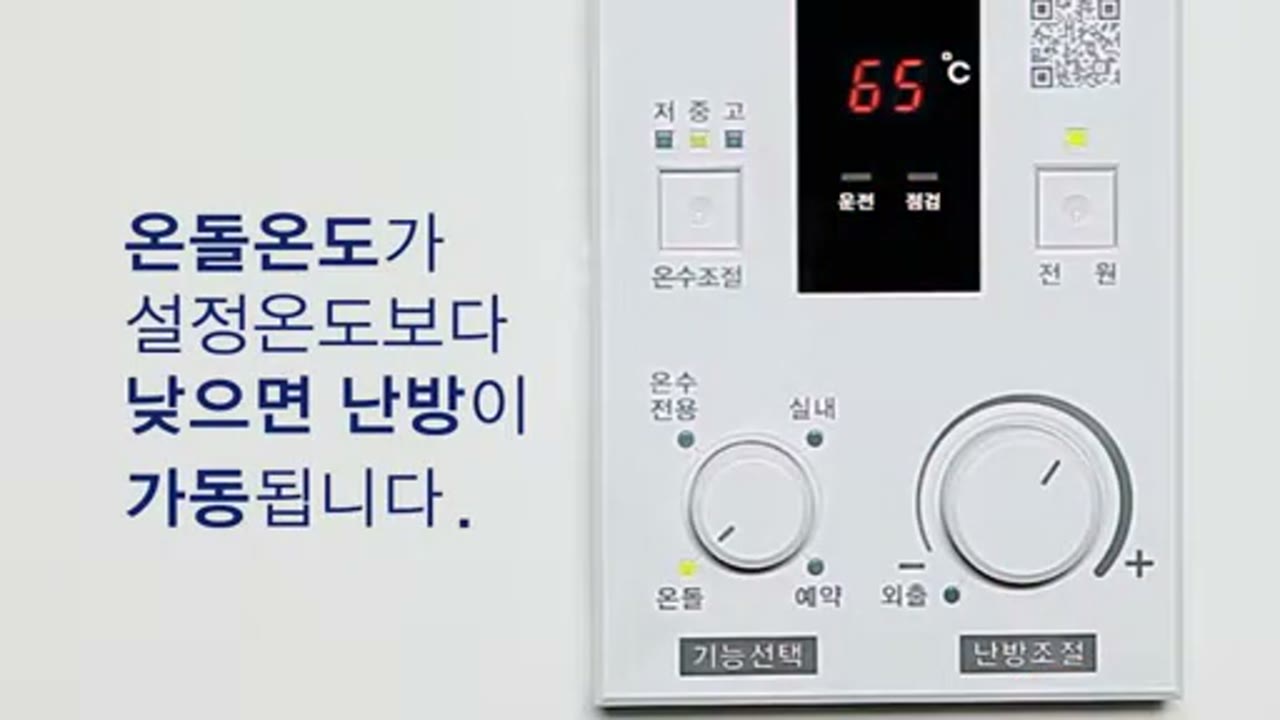 온돌온도가
설정온도보다
낮으면 난방이
가동됩니다.
65 °C
저 중 고
운전 점검
온수조절
전 원
온수
전용
실내
온돌
예약
- +
외출
기능선택
난방조절